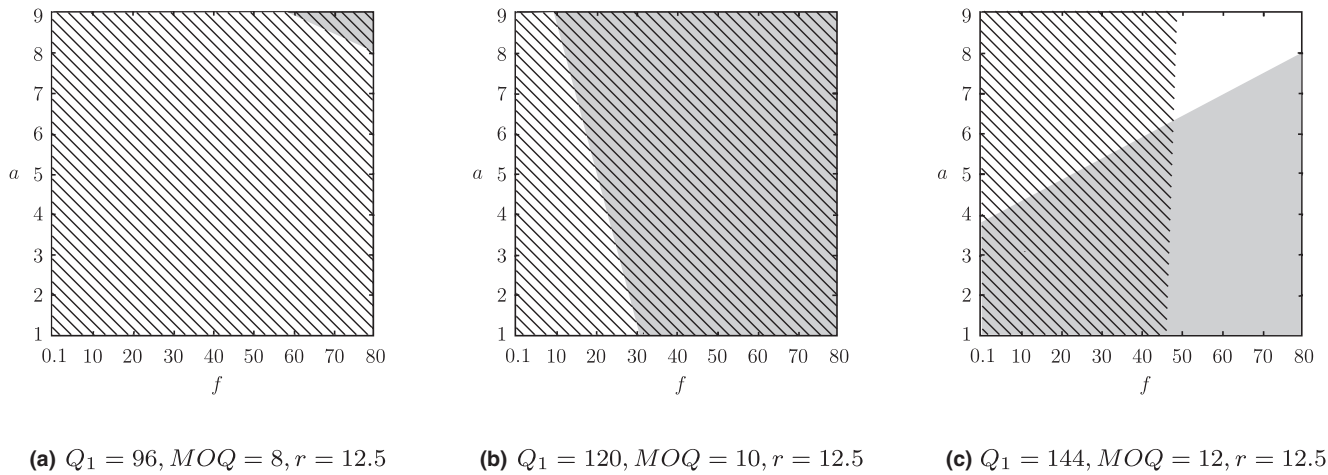 9 8 7 6 5 4 3 2 1
a
0.1 10 20 30 40 50 60 70 80
f
(a) Q₁ = 96, MOQ = 8, r = 12.5
9 8 7 6 5 4 3 2 1
a
0.1 10 20 30 40 50 60 70 80
f
(b) Q₁ = 120, MOQ = 10, r = 12.5
9 8 7 6 5 4 3 2 1
a
0.1 10 20 30 40 50 60 70 80
f
(c) Q₁ = 144, MOQ = 12, r = 12.5